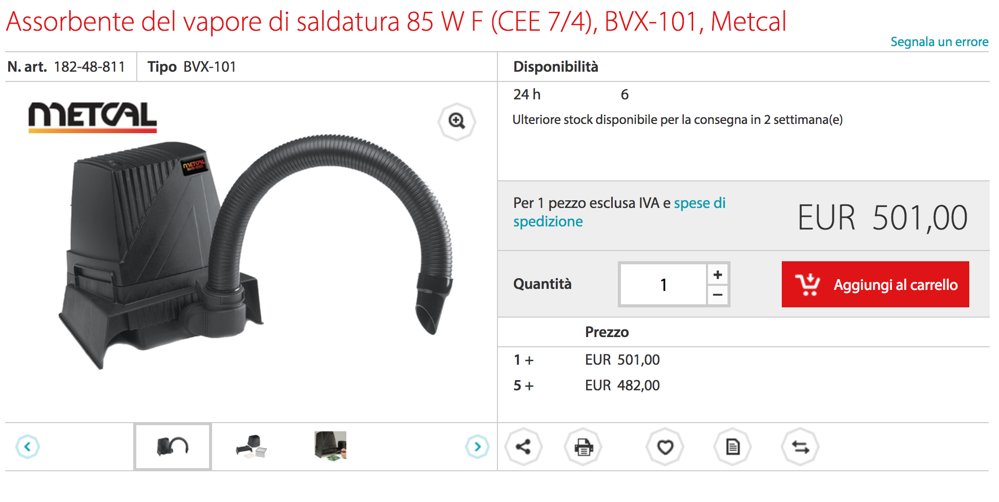 Assorbente del vapore di saldatura 85 W F (CEE 7/4), BVX-101, Metcal
Segnala un errore
N. art. 182-48-811
Tipo BVX-101
METCAL
METCAL
BVX-100
Disponibilità
24 h 6
Ulteriore stock disponibile per la consegna in 2 settimana(e)
Per 1 pezzo esclusa IVA e spese di
spedizione
EUR 501,00
Quantità
1
+
−
Aggiungi al carrello
Prezzo
1 + EUR 501,00
5 + EUR 482,00